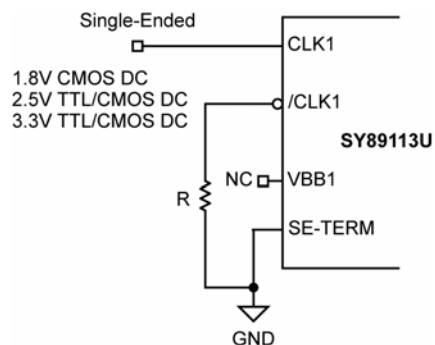 Single-Ended
CLK1
1.8V CMOS DC
2.5V TTL/CMOS DC
3.3V TTL/CMOS DC
/CLK1
SY89113U
NC
VBB1
R
SE-TERM
GND